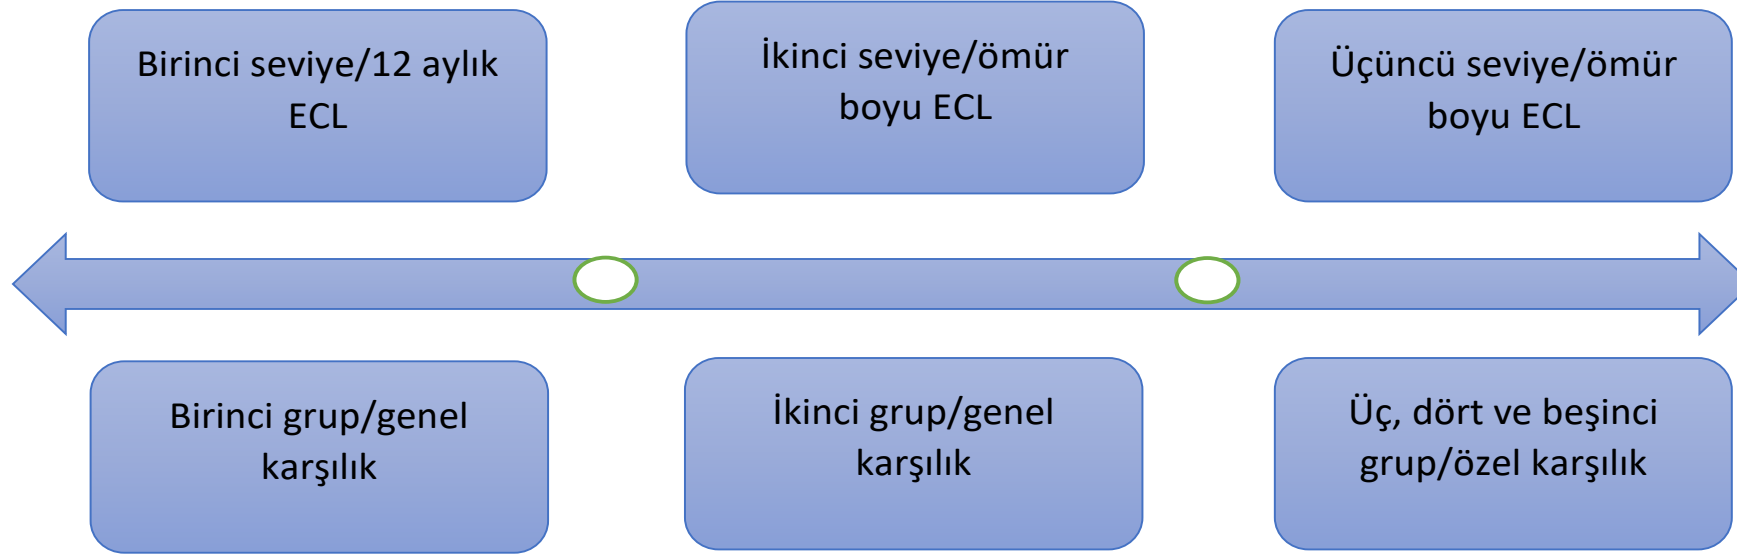 Birinci seviye/12 aylık
ECL
İkinci seviye/ömür
boyu ECL
Üçüncü seviye/ömür
boyu ECL
Birinci grup/genel
karşılık
İkinci grup/genel
karşılık
Üç, dört ve beşinci
grup/özel karşılık